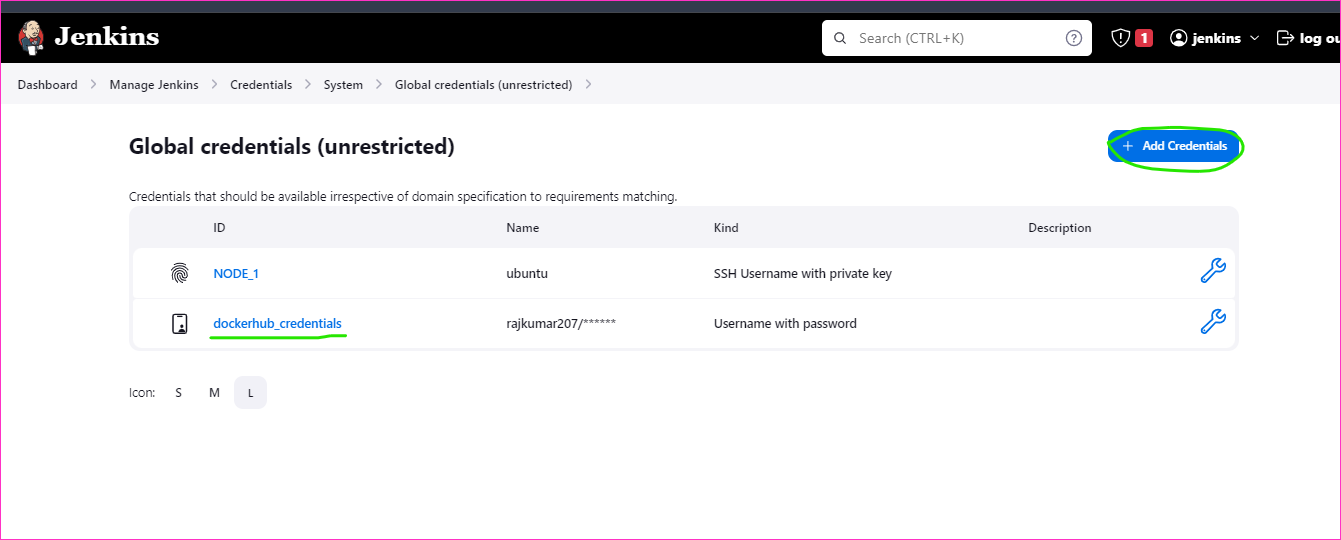 Jenkins Search (CTRL+K) ? 1 jenkins log ou
Dashboard Manage Jenkins Credentials System Global credentials (unrestricted)
Global credentials (unrestricted) + Add Credentials
Credentials that should be available irrespective of domain specification to requirements matching.
ID Name Kind Description
NODE_1 ubuntu SSH Username with private key
dockerhub_credentials rajkumar207/****** Username with password
Icon: S M L